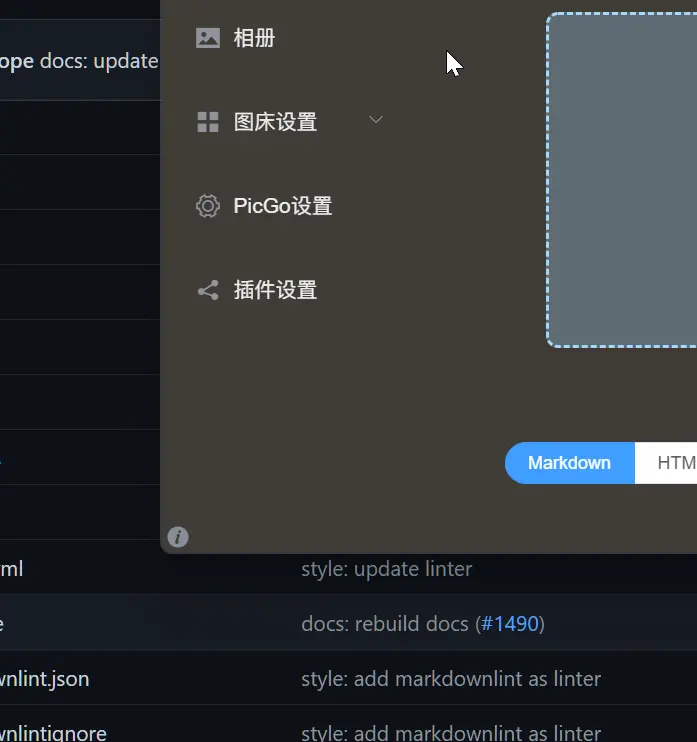 相册
ope docs: update
图床设置
PicGo设置
插件设置
Markdown
HTM
ml
style: update linter
e
docs: rebuild docs (#1490)
wnlint.json
style: add markdownlint as linter
wnlintignore
style: add markdownlint as linter